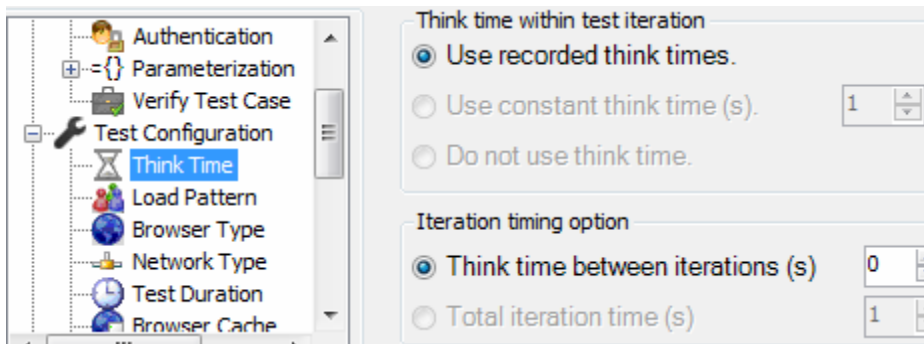 Authentication
={} Parameterization
Verify Test Case
Test Configuration
Think Time
Load Pattern
Browser Type
Network Type
Test Duration
Browser Cache
Think time within test iteration
Use recorded think times.
Use constant think time (s). 1
Do not use think time.
Iteration timing option
Think time between iterations (s) 0
Total iteration time (s) 1